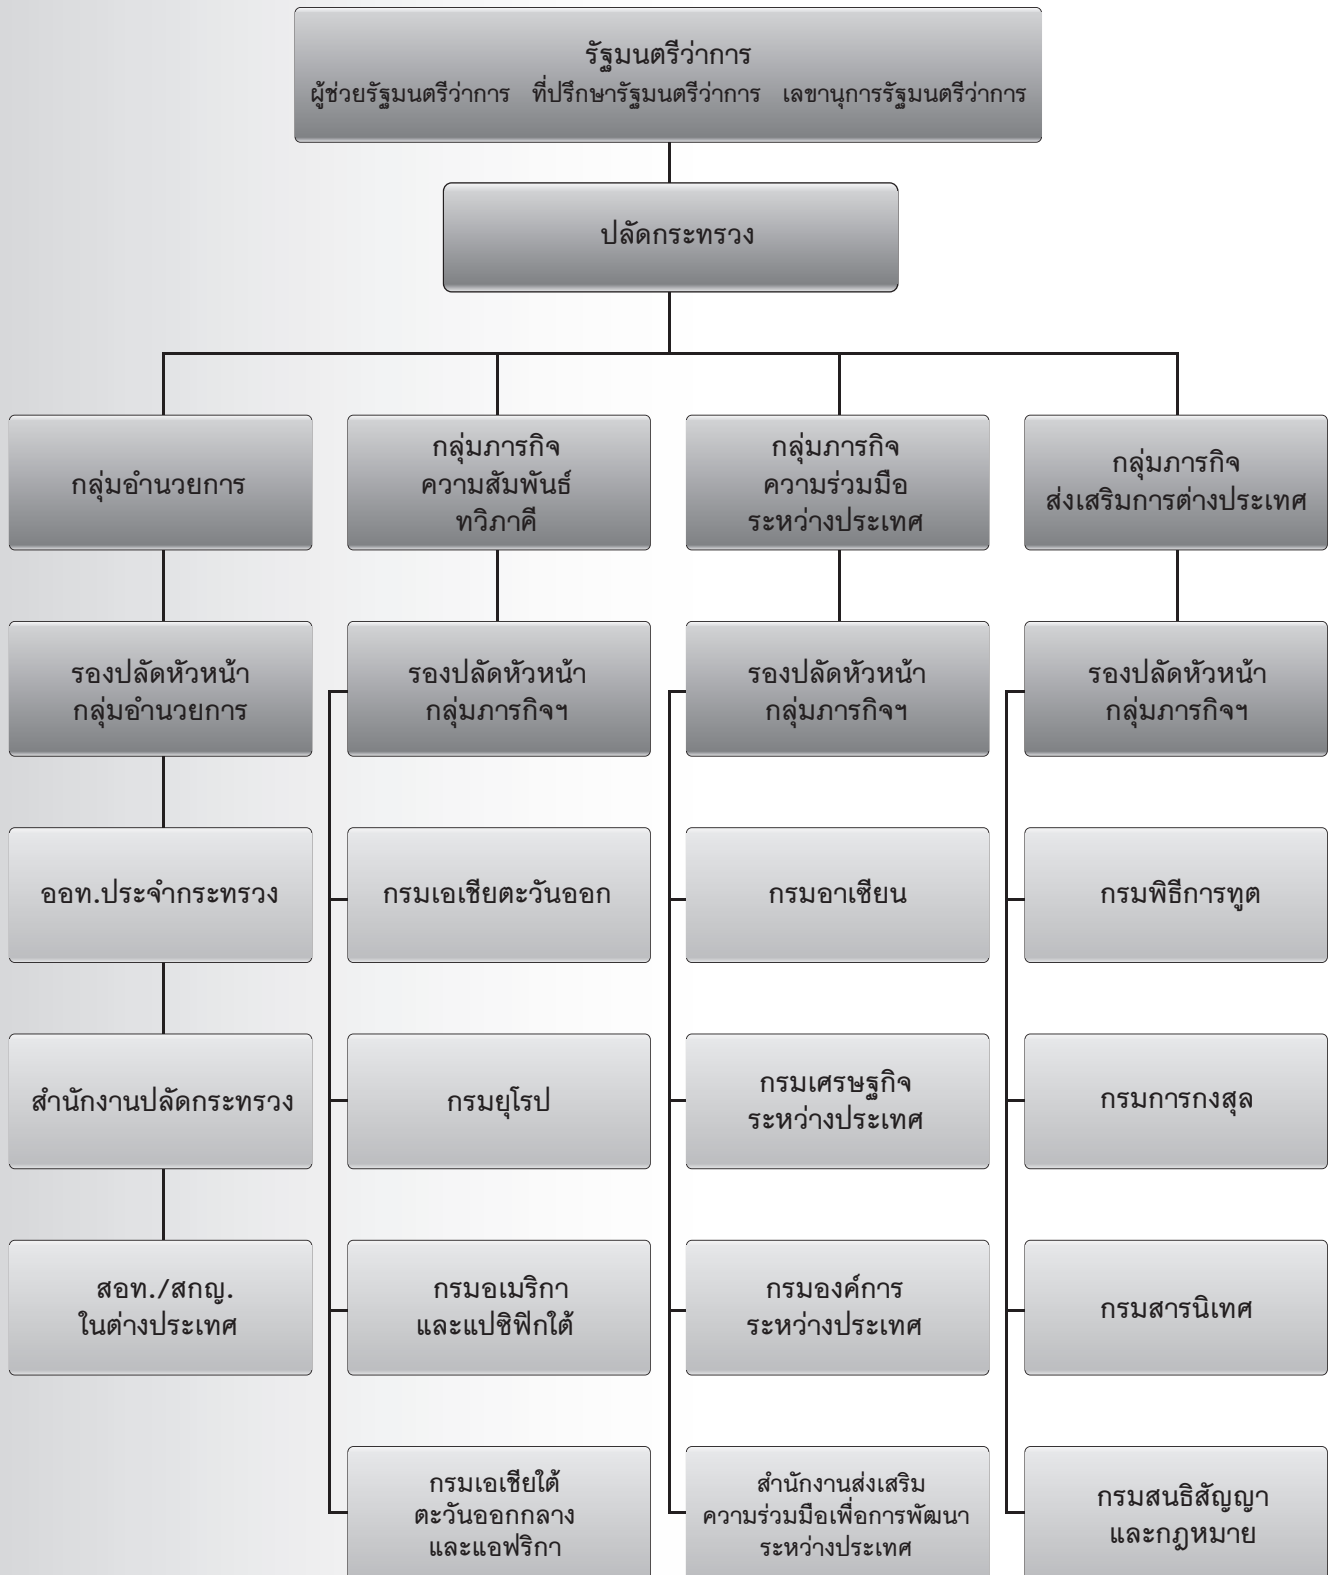 รัฐมนตรีว่าการ
ผู้ช่วยรัฐมนตรีว่าการ ที่ปรึกษารัฐมนตรีว่าการ เลขานุการรัฐมนตรีว่าการ
ปลัดกระทรวง
กลุ่มอำนวยการ
กลุ่มภารกิจ
ความสัมพันธ์
ทวิภาคี
กลุ่มภารกิจ
ความร่วมมือ
ระหว่างประเทศ
กลุ่มภารกิจ
ส่งเสริมการต่างประเทศ
รองปลัดหัวหน้า
กลุ่มอำนวยการ
รองปลัดหัวหน้า
กลุ่มภารกิจฯ
รองปลัดหัวหน้า
กลุ่มภารกิจฯ
รองปลัดหัวหน้า
กลุ่มภารกิจฯ
ออท.ประจำกระทรวง
กรมเอเชียตะวันออก
กรมอาเซียน
กรมพิธีการทูต
สำนักงานปลัดกระทรวง
กรมยุโรป
กรมเศรษฐกิจ
ระหว่างประเทศ
กรมการกงสุล
สอท./สกญ.
ในต่างประเทศ
กรมอเมริกา
และแปซิฟิกใต้
กรมองค์การ
ระหว่างประเทศ
กรมสารนิเทศ
กรมเอเชียใต้
ตะวันออกกลาง
และแอฟริกา
สำนักงานส่งเสริม
ความร่วมมือเพื่อการพัฒนา
ระหว่างประเทศ
กรมสนธิสัญญา
และกฎหมาย